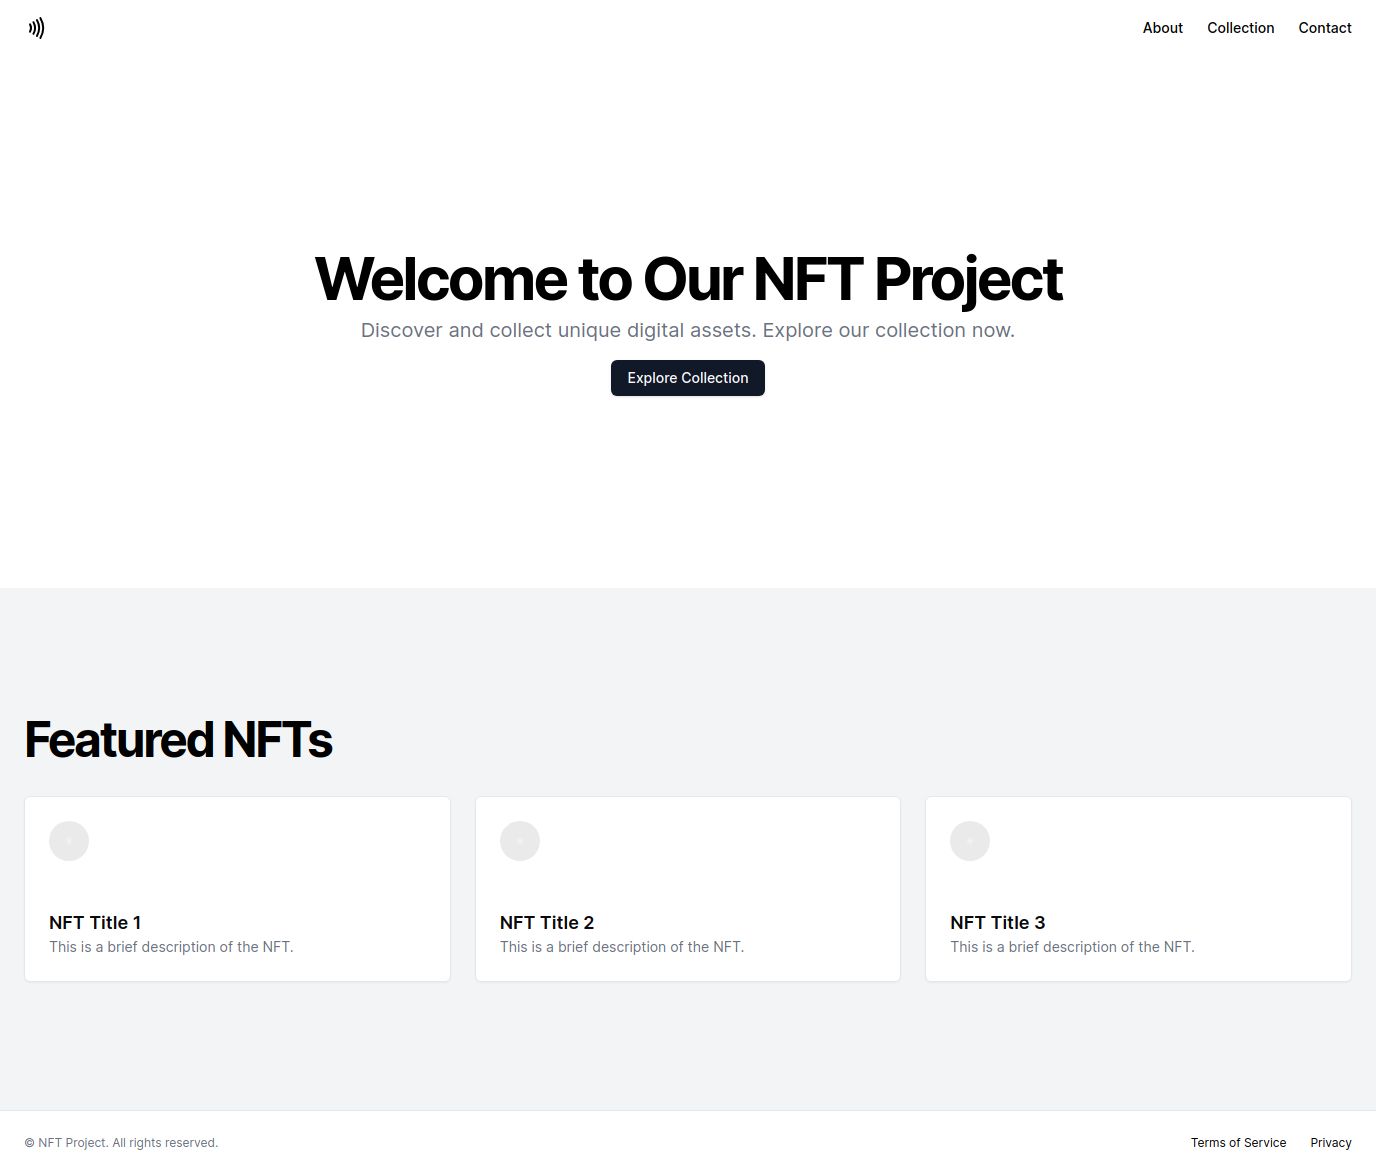 About Collection Contact
Welcome to Our NFT Project
Discover and collect unique digital assets. Explore our collection now.
Explore Collection
Featured NFTs
NFT Title 1
This is a brief description of the NFT.
NFT Title 2
This is a brief description of the NFT.
NFT Title 3
This is a brief description of the NFT.
© NFT Project. All rights reserved.
Terms of Service Privacy